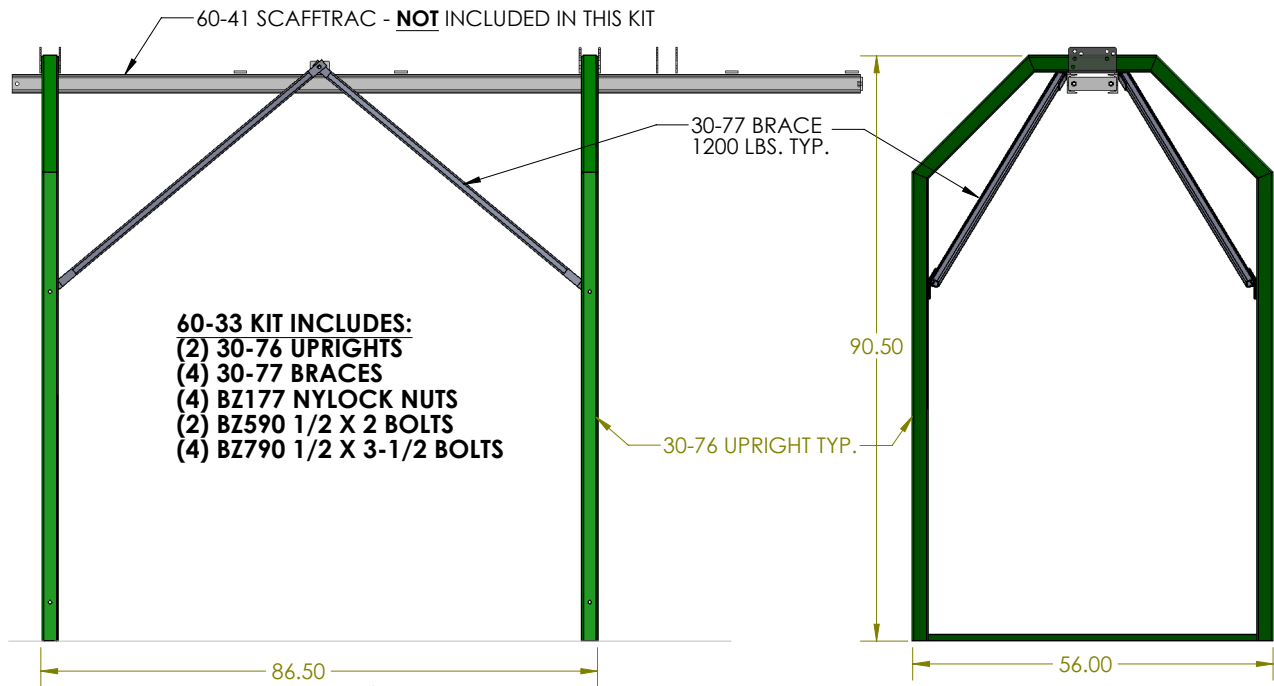 60-41 SCAFFTRAC - NOT INCLUDED IN THIS KIT
30-77 BRACE
1200 LBS. TYP.
60-33 KIT INCLUDES:
(2) 30-76 UPRIGHTS
(4) 30-77 BRACES
(4) BZ177 NYLOCK NUTS
(2) BZ590 1/2 X 2 BOLTS
(4) BZ790 1/2 X 3-1/2 BOLTS
90.50
30-76 UPRIGHT TYP.
86.50
56.00